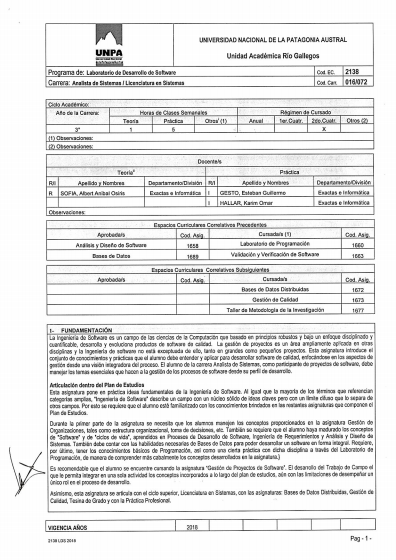 UNPA
UNIVERSIDAD NACIONAL DE LA PATAGONIA AUSTRAL
Unidad Académica Río Gallegos
Programa de: Laboratorio de Desarrollo de Software Cod. EC. 2138
Carrera: Analista de Sistemas / Licenciatura en Sistemas Cod. Carr. 016/072
Ciclo Académico:
Año de la Carrera: Horas de Clases Semanales Régimen de Cursado
Teoría Práctica Otros' (1) Anual 1er.Cuatr. 2do.Cuatr. Otros (2)
3° 1 5 X
(1) Observaciones:
(2) Observaciones:
Docente/s
Teoría Práctica
R/I Apellido y Nombres Departamento/División R/I Apellido y Nombres Departamento/División
R SOFIA, Albert Aníbal Osiris Exactas e Informática I GESTO, Esteban Guillermo Exactas e Informática
I HALLAR, Karim Omar Exactas e Informática
Observaciones:
Espacios Curriculares Correlativos Precedentes
Aprobada/s Cod. Asig. Cursada/s (1) Cod. Asig.
Análisis y Diseño de Software 1658 Laboratorio de Programación 1660
Bases de Datos 1689 Validación y Verificación de Software 1663
Espacios Curriculares Correlativos Subsiguientes
Aprobada/s Cod. Asig. Cursada/s Cod. Asig.
Bases de Datos Distribuidas 1672
Gestión de Calidad 1673
Taller de Metodología de la Investigación 1677
I- FUNDAMENTACIÓN
La Ingeniería de Software es un campo de las ciencias de la Computación que basado en principios robustos y bajo un enfoque disciplinado y
cuantificable, desarrolla y evoluciona productos de software de calidad. La gestión de proyectos es un área ampliamente aplicada en otras
disciplinas y la Ingeniería de software no está exceptuada de ello, tanto en grandes como pequeños proyectos. Esta asignatura introduce el
conjunto de conocimientos y prácticas que el alumno debe entender y aplicar para desarrollar software de calidad, enfocándose en los aspectos de
gestión desde una visión integradora del proceso. El alumno de la carrera Analista de Sistemas, como participante de proyectos de software, debe
manejar los temas esenciales que hacen a la gestión de los procesos de software desde su perfil de desarrollo.
Articulación dentro del Plan de Estudios
Esta asignatura pone en práctica ideas fundamentales de la Ingeniería de Software. Al igual que la mayoría de los términos que referencian
categorías amplias, "Ingeniería de Software" describe un campo con un núcleo sólido de ideas claves pero con un límite difuso que lo separa de
otros campos. Por esto se requiere que el alumno esté familiarizado con los conocimientos brindados en las restantes asignaturas que componen el
Plan de Estudios.
Durante la primer parte de la asignatura se necesita que los alumnos manejen los conceptos proporcionados en la asignatura Gestión de
Organizaciones, tales como estructura organizacional, toma de decisiones, etc. También se requiere que el alumno haya madurado los conceptos de
"Software" y de "ciclos de vida", aprendidos en Procesos de Desarrollo de Software, Ingeniería de Requerimientos y Análisis y Diseño de
Sistemas. También debe contar con las habilidades necesarias de Bases de Datos para poder desarrollar un software en forma integral. Requiere,
por último, tener los conocimientos básicos de Programación, así como una cierta práctica con dicha disciplina a través del Laboratorio de
Programación, de manera de comprender más cabalmente los conceptos desarrollados en la asignatura.
Es recomendable que el alumno se encuentre cursando la asignatura "Gestión de Proyectos de Software". El desarrollo del Trabajo de Campo el
que le permita integrar en una sola actividad los conceptos incorporados a lo largo del plan de estudios, aún con las limitaciones de desempeñar un
único rol en el proceso de desarrollo.
Asimismo, esta asignatura se articula con el ciclo superior, Licenciatura en Sistemas, con las asignaturas: Bases de Datos Distribuidas, Gestión de
Calidad, Tesina de Grado y con la Práctica Profesional.
VIGENCIA AÑOS 2018
2138 LDS 2018 Pag - 1 -